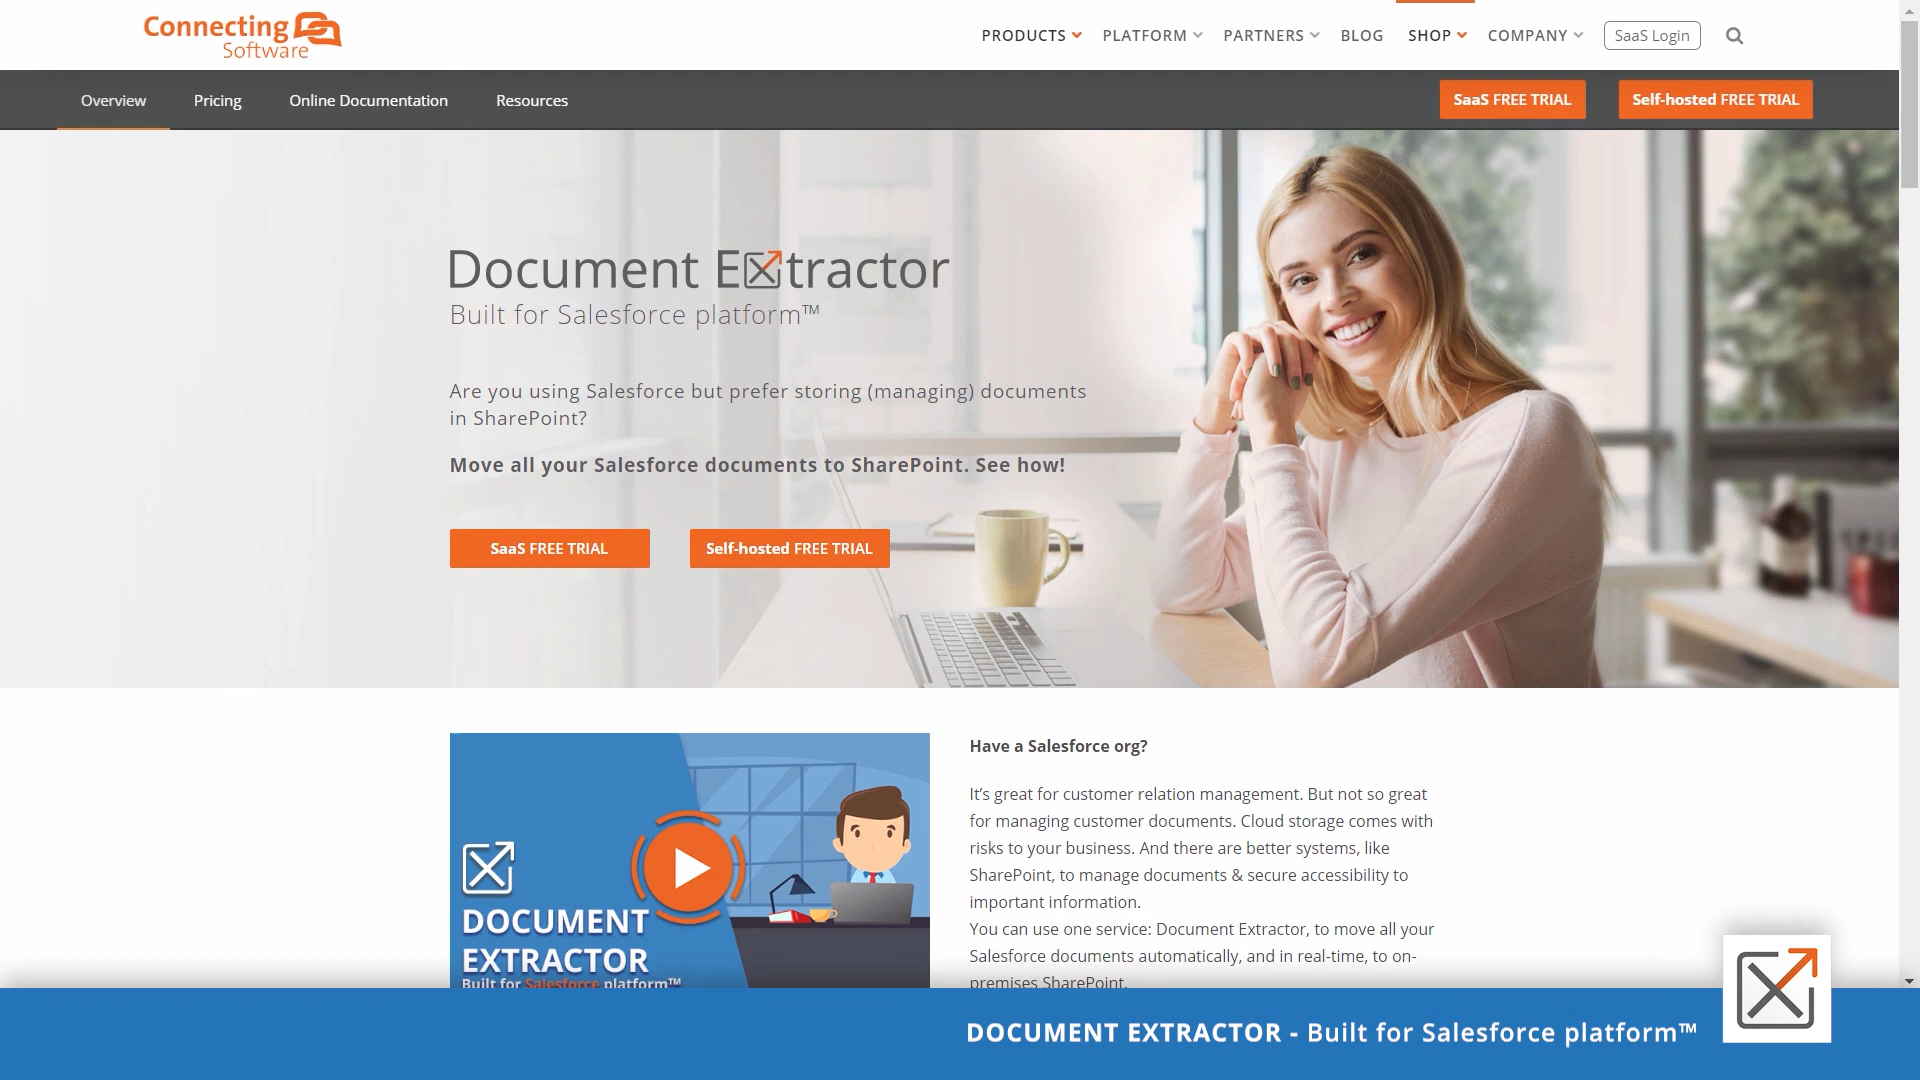 Connecting
Software
PRODUCTS
PLATFORM
PARTNERS
BLOG
SHOP
COMPANY
SaaS Login
Overview
Pricing
Online Documentation
Resources
SaaS FREE TRIAL
Self-hosted FREE TRIAL
Document Extractor
Built for Salesforce platform™
Are you using Salesforce but prefer storing (managing) documents
in SharePoint?
Move all your Salesforce documents to SharePoint. See how!
SaaS FREE TRIAL
Self-hosted FREE TRIAL
DOCUMENT
EXTRACTOR
Built for Salesforce platform™
Have a Salesforce org?
It’s great for customer relation management. But not so great
for managing customer documents. Cloud storage comes with
risks to your business. And there are better systems, like
SharePoint, to manage documents & secure accessibility to
important information.
You can use one service: Document Extractor, to move all your
Salesforce documents automatically, and in real-time, to on-
premises SharePoint.
DOCUMENT EXTRACTOR - Built for Salesforce platform™